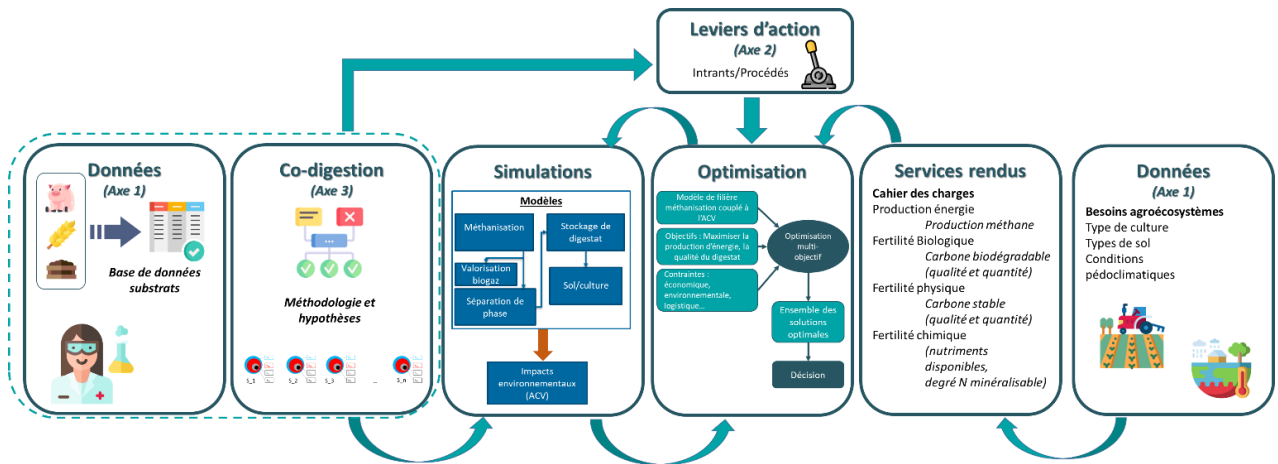 Leviers d'action
(Axe 2)
Intrants/Procédés
Données
(Axe 1)
Base de données
substrats
Co-digestion
(Axe 3)
Méthodologie et
hypothèses
S_1
S_2
S_3
...
S_n
Simulations
Modèles
Méthanisation
Valorisation
biogaz
Séparation de
phase
Stockage de
digestat
Sol/culture
Impacts
environnementaux
(ACV)
Optimisation
Modèle de filière
méthanisation couplé à
l'ACV
Objectifs : Maximiser la
production d'énergie, la
qualité du digestat
Contraintes :
économique,
environnementale,
logistique...
Optimisation
multi-
objectif
Ensemble des
solutions
optimales
Décision
Services rendus
Cahier des charges
Production énergie
Production méthane
Fertilité Biologique
Carbone biodégradable
(qualité et quantité)
Fertilité physique
Carbone stable
(qualité et quantité)
Fertilité chimique
(nutriments
disponibles,
degré N minéralisable)
Données
(Axe 1)
Besoins agroécosystèmes
Type de culture
Types de sol
Conditions
pédoclimatiques